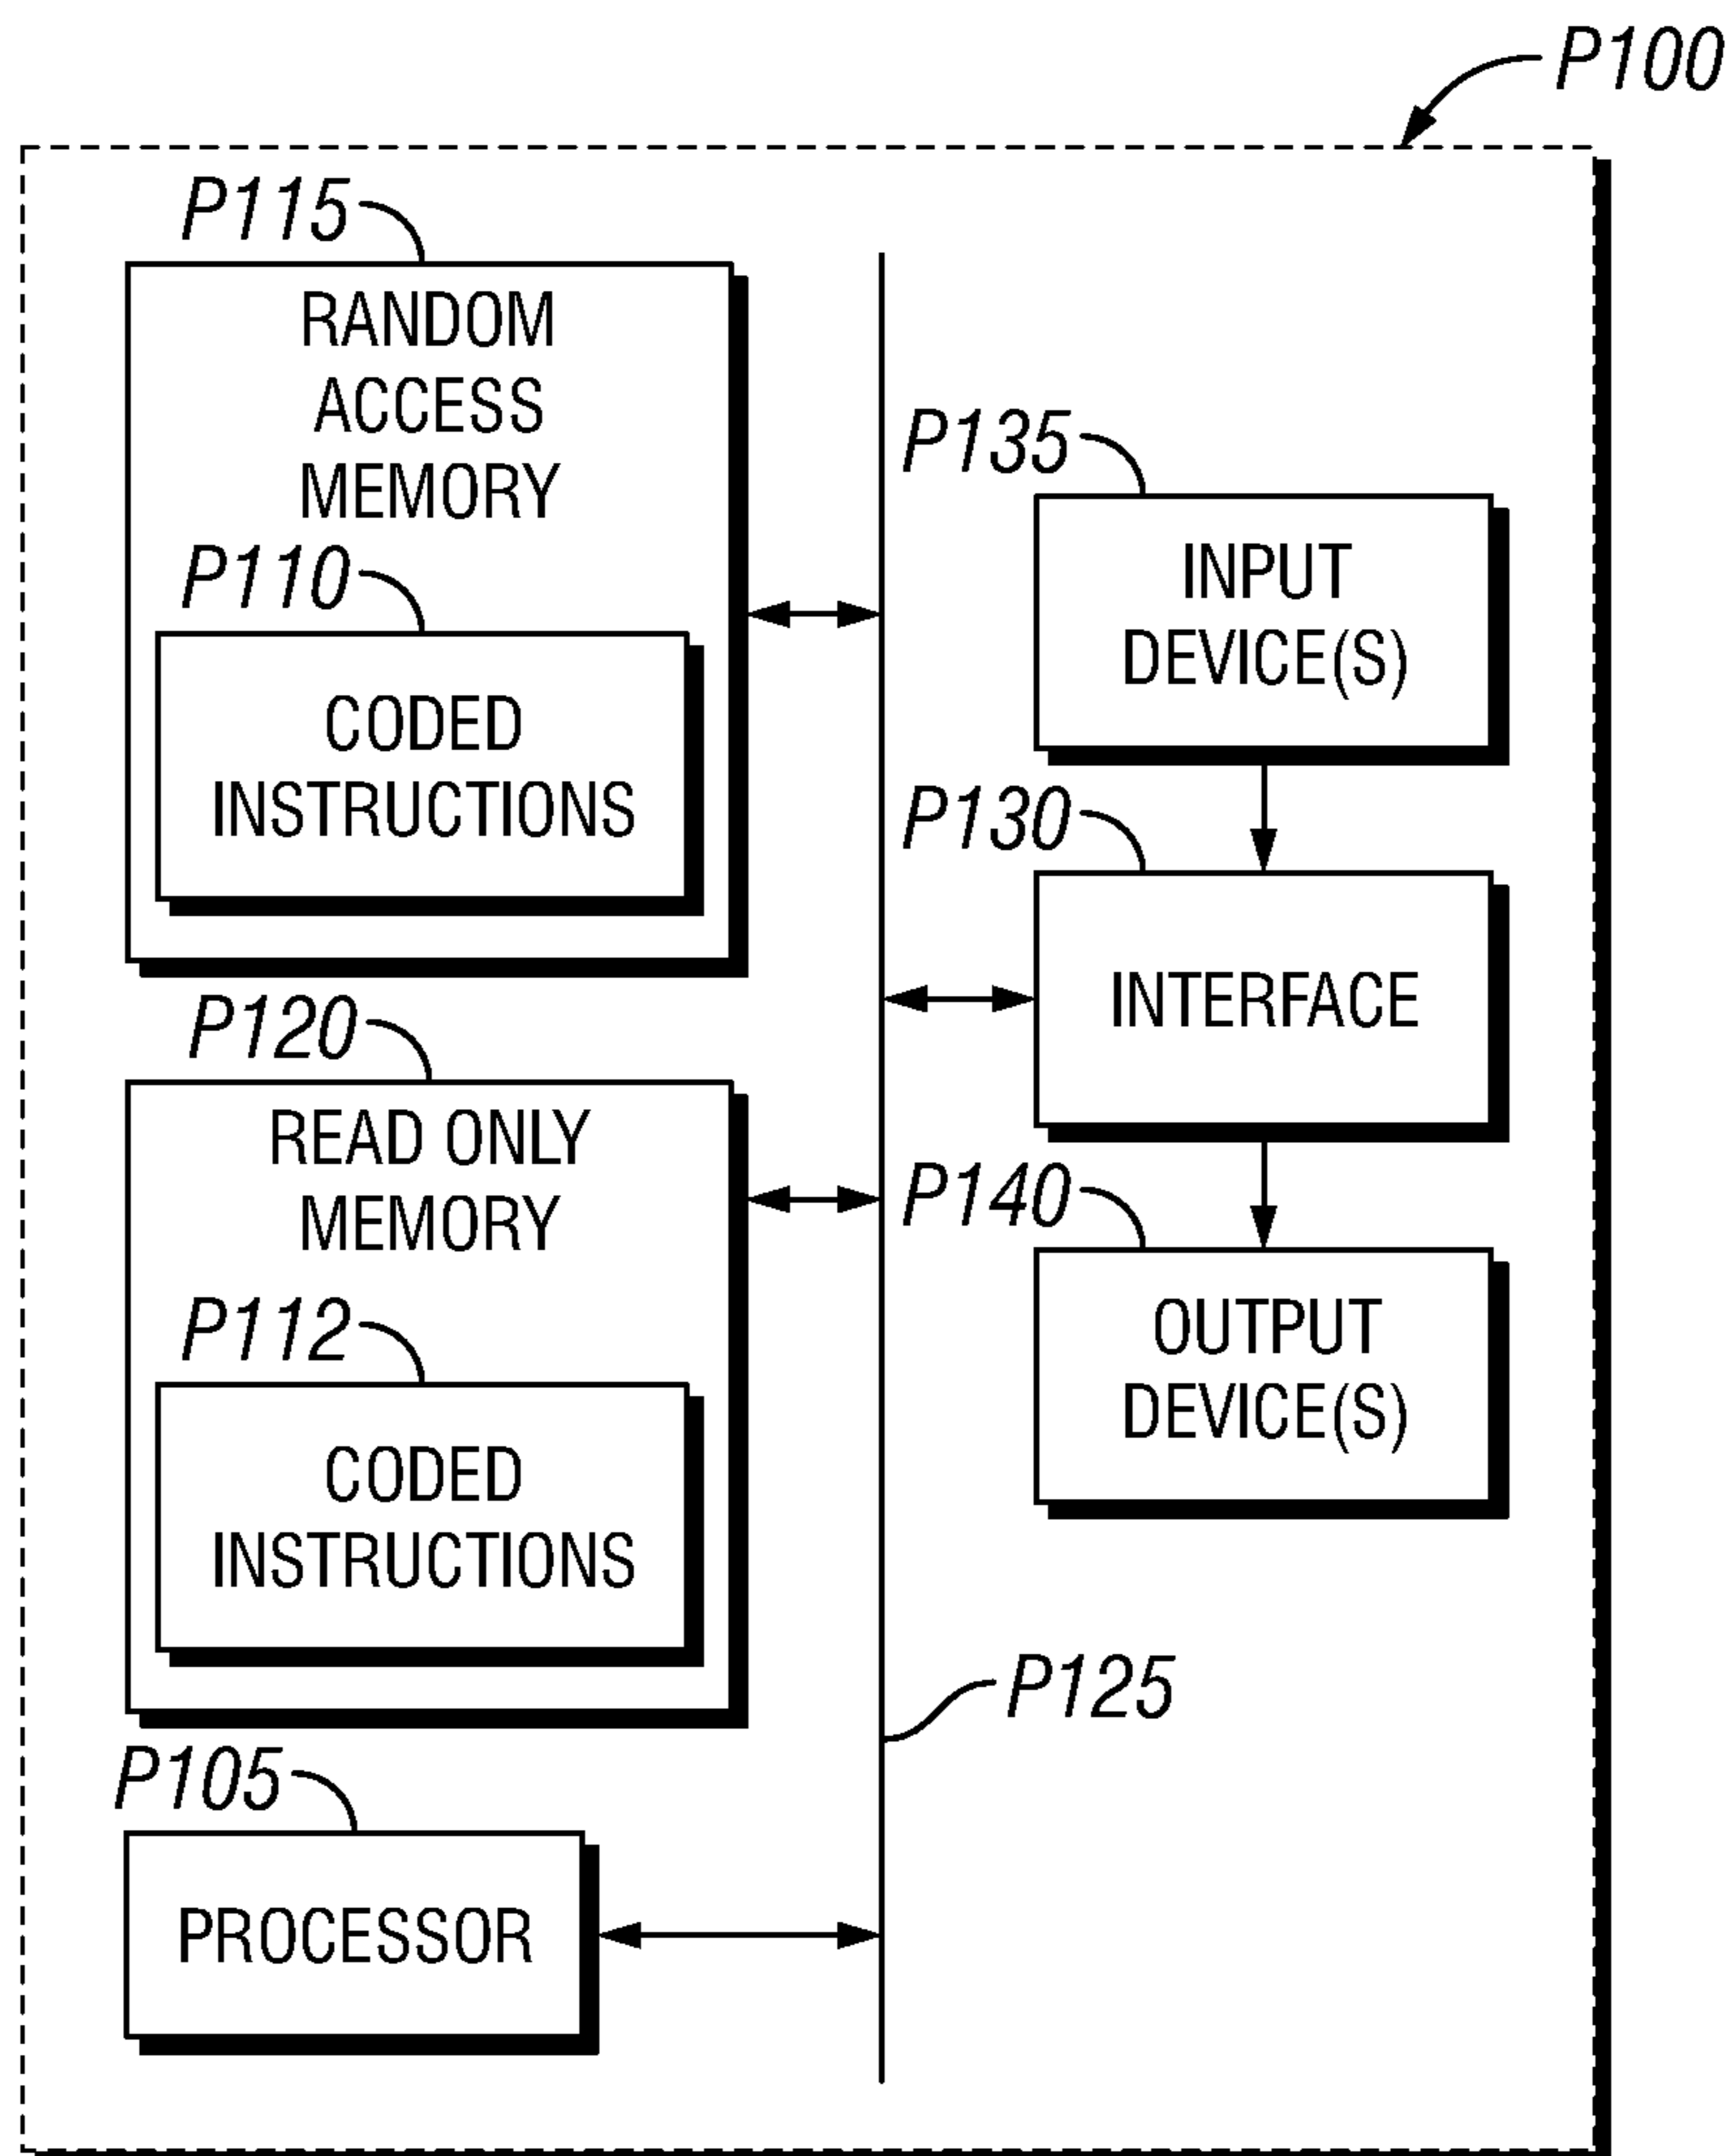 P100
P115
RANDOM
ACCESS
MEMORY
P110
CODED
INSTRUCTIONS
P120
READ ONLY
MEMORY
P112
CODED
INSTRUCTIONS
P105
PROCESSOR
P135
INPUT
DEVICE(S)
P130
INTERFACE
P140
OUTPUT
DEVICE(S)
P125